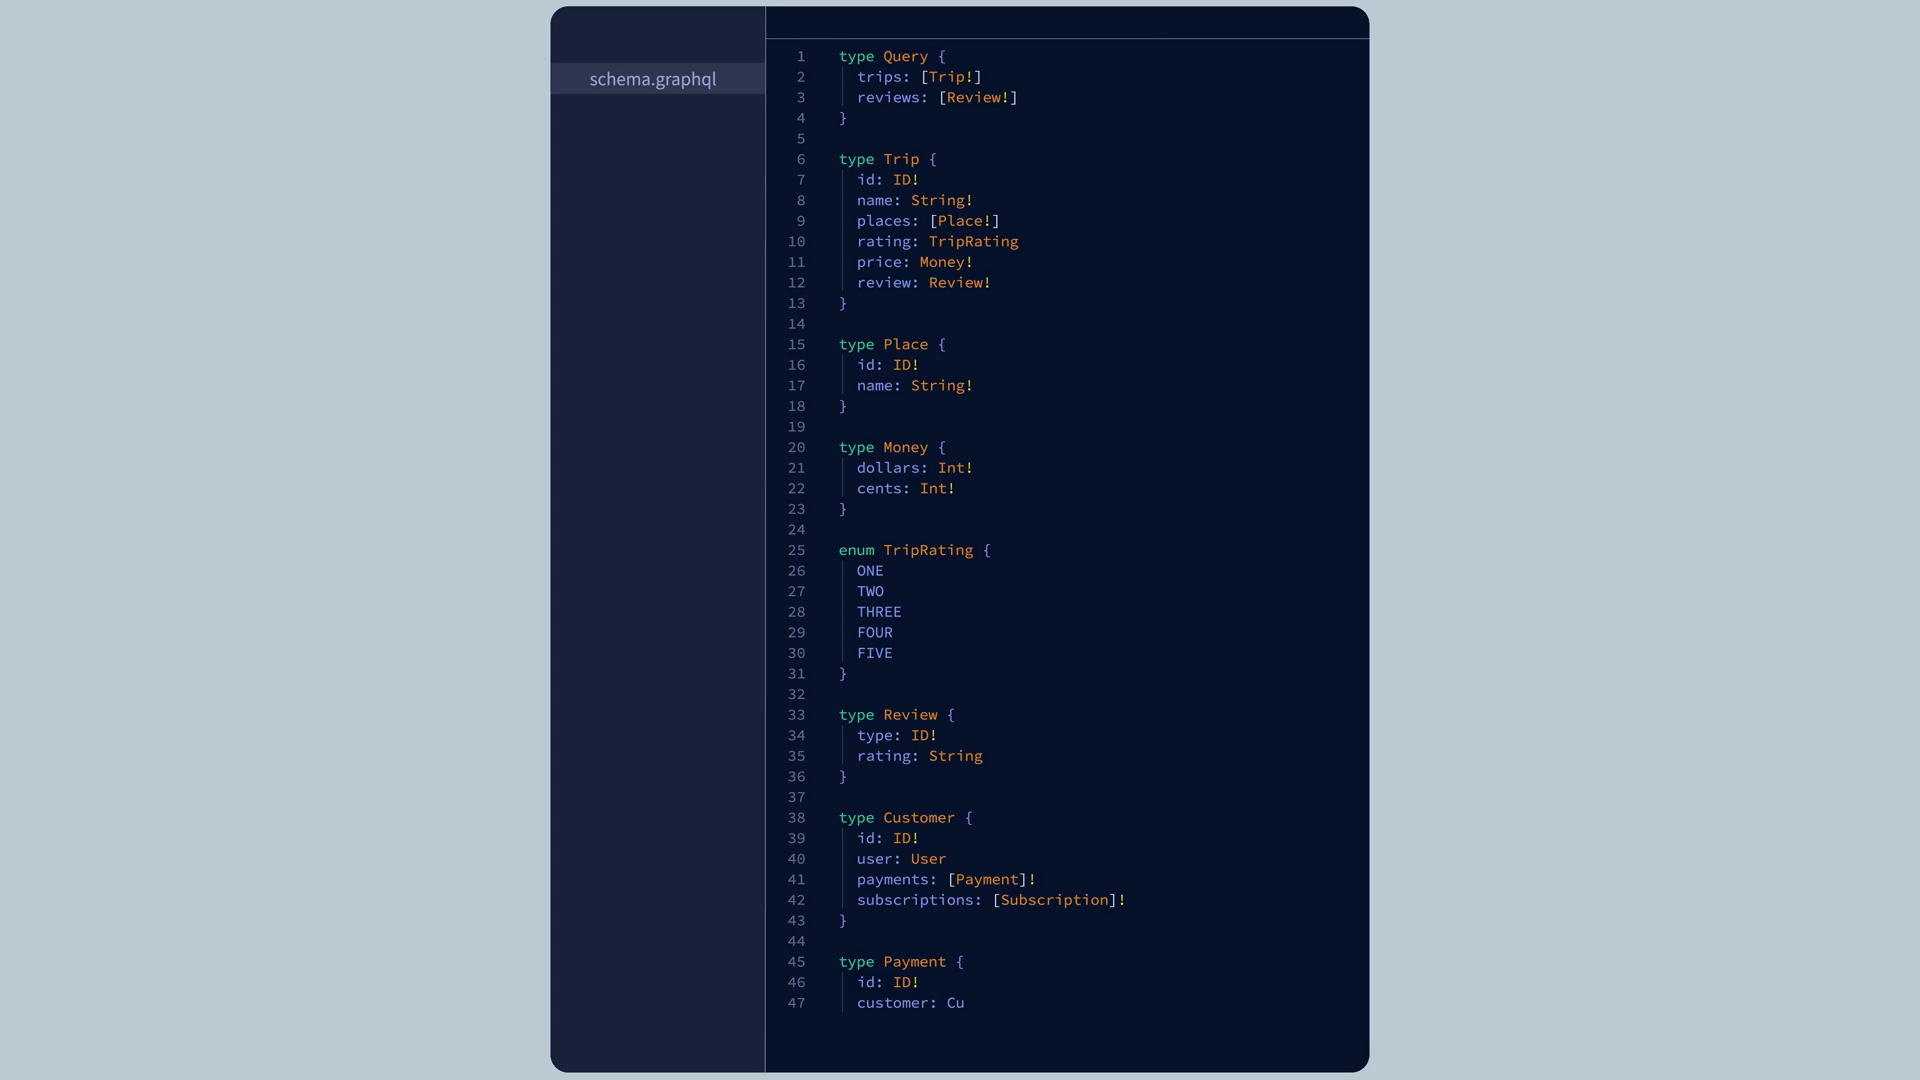 schema.graphql
1 type Query {
2 trips: [Trip!]
3 reviews: [Review!]
4 }
5
6 type Trip {
7 id: ID!
8 name: String!
9 places: [Place!]
10 rating: TripRating
11 price: Money!
12 review: Review!
13 }
14
15 type Place {
16 id: ID!
17 name: String!
18 }
19
20 type Money {
21 dollars: Int!
22 cents: Int!
23 }
24
25 enum TripRating {
26 ONE
27 TWO
28 THREE
29 FOUR
30 FIVE
31 }
32
33 type Review {
34 type: ID!
35 rating: String
36 }
37
38 type Customer {
39 id: ID!
40 user: User
41 payments: [Payment]!
42 subscriptions: [Subscription]!
43 }
44
45 type Payment {
46 id: ID!
47 customer: Cu